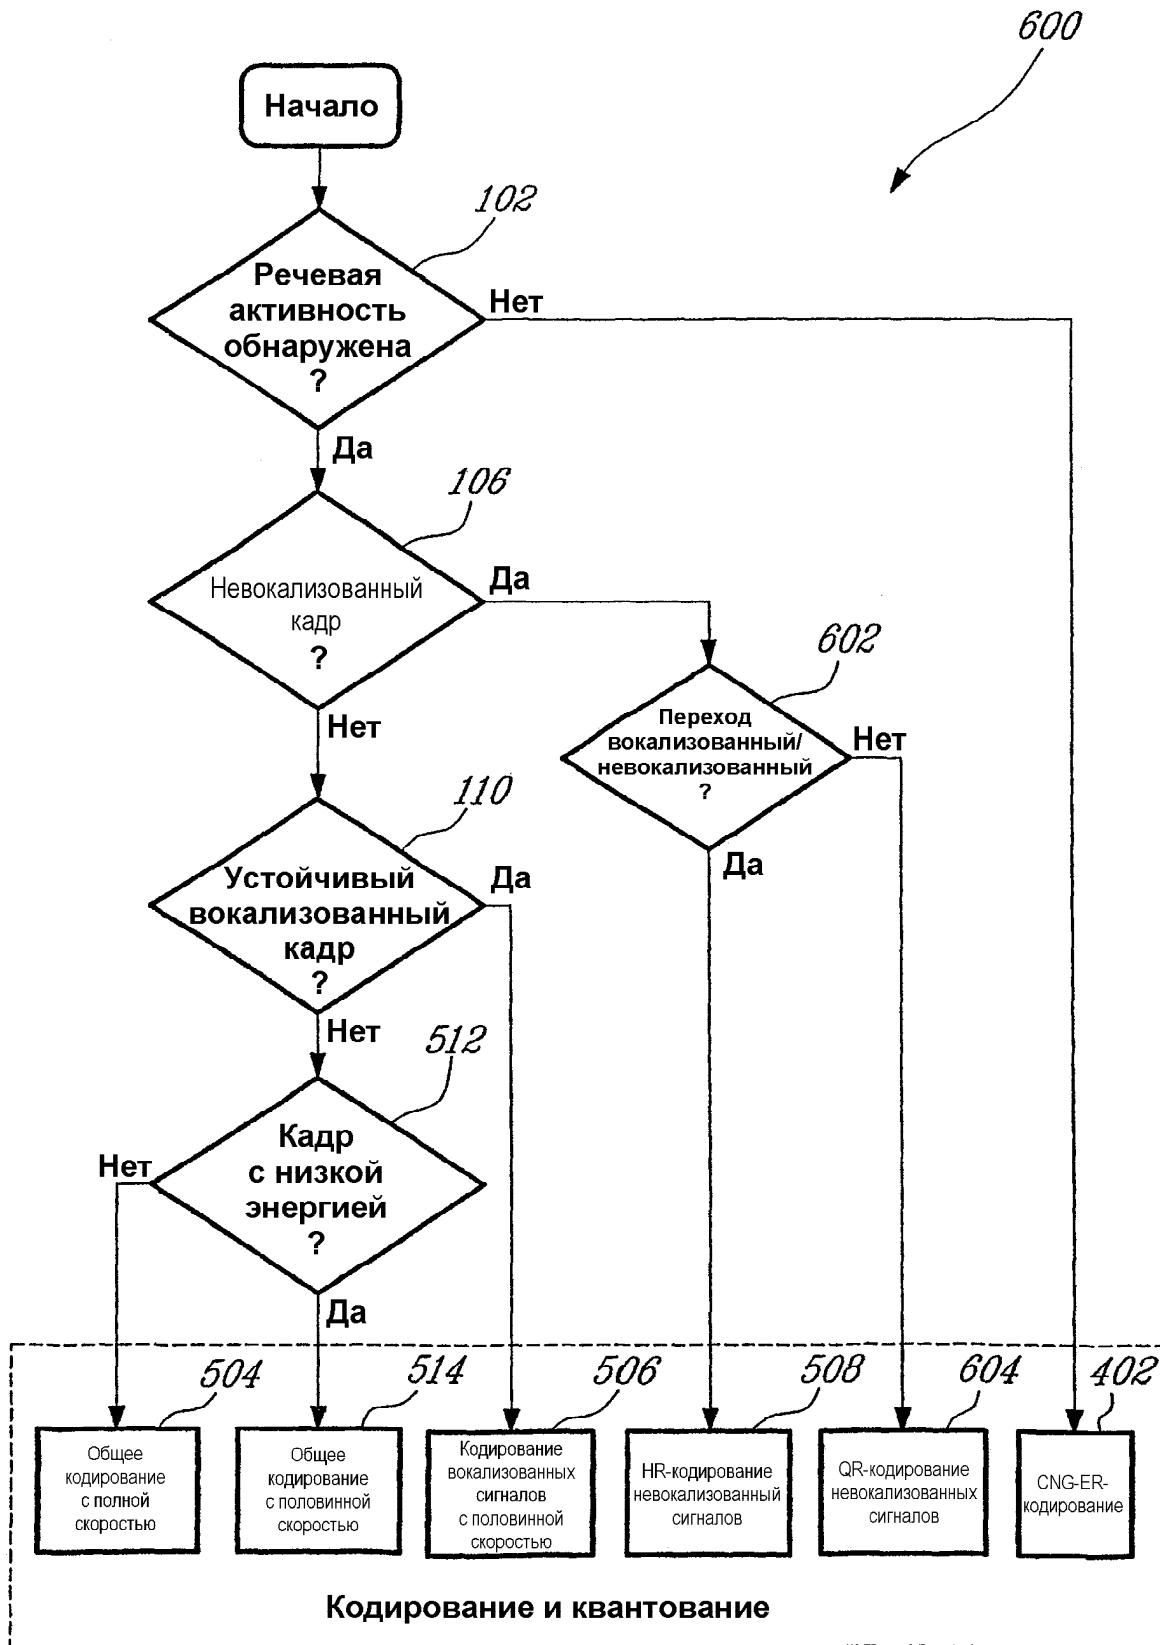 600
Начало
102
Речевая
активность
обнаружена
?
Нет
Да
106
Невокализованный
кадр
?
Да
Нет
602
Переход
вокализованный/
невокализованный
?
Нет
Да
110
Устойчивый
вокализованный
кадр
?
Да
Нет
512
Кадр
с низкой
энергией
?
Нет
Да
504
Общее
кодирование
с полной
скоростью
514
Общее
кодирование
с половинной
скоростью
506
Кодирование
вокализованных
сигналов
с половинной
скоростью
508
HR-кодирование
невокализованный
сигналов
604
QR-кодирование
невокализованных
сигналов
402
CNG-ER-
кодирование
Кодирование и квантование